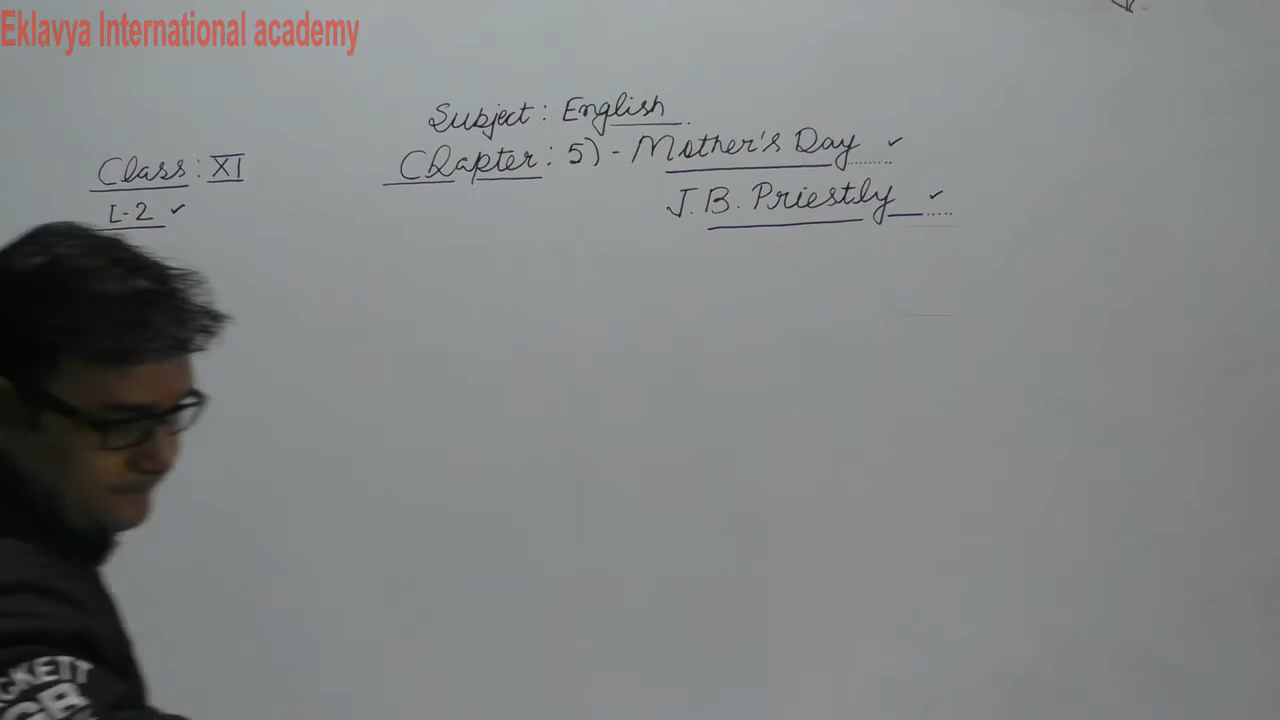 Eklavya International academy
Subject: English
Chapter: 5) - Mother's Day
J. B. Priestly
Class: XI
L-2